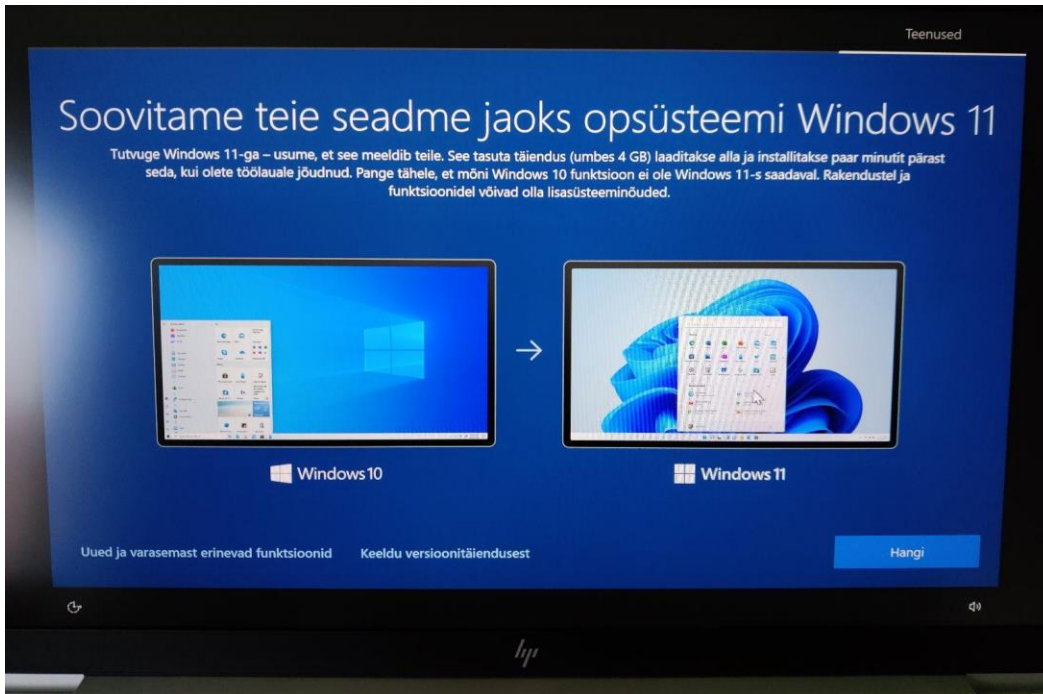 Teenused
Soovitame teie seadme jaoks opsüsteemi Windows 11
Tutvuge Windows 11-ga – usume, et see meeldib teile. See tasuta täiendus (umbes 4 GB) laaditakse alla ja installitakse paar minutit pärast
seda, kui olete töölauale jõudnud. Pange tähele, et mõni Windows 10 funktsioon ei ole Windows 11-s saadaval. Rakendustel ja
funktsioonidel võivad olla lisasüsteeminõuded.
Windows 10
Windows 11
Uued ja varasemast erinevad funktsioonid
Keeldu versioonitäiendusest
Hangi
hp